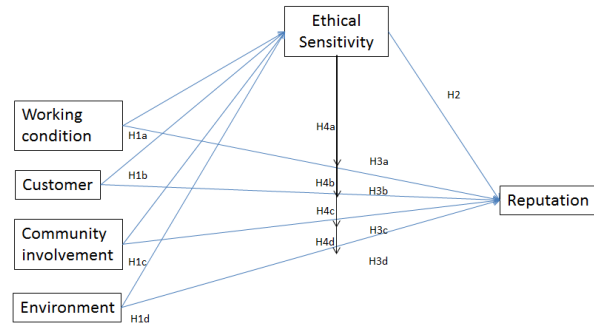 Ethical
Sensitivity
H2
Working
condition
H1a
H4a
H3a
Customer
H1b
H4b
H3b
Reputation
H4c
Community
involvement
H3c
H4d
H1c
H3d
Environment
H1d